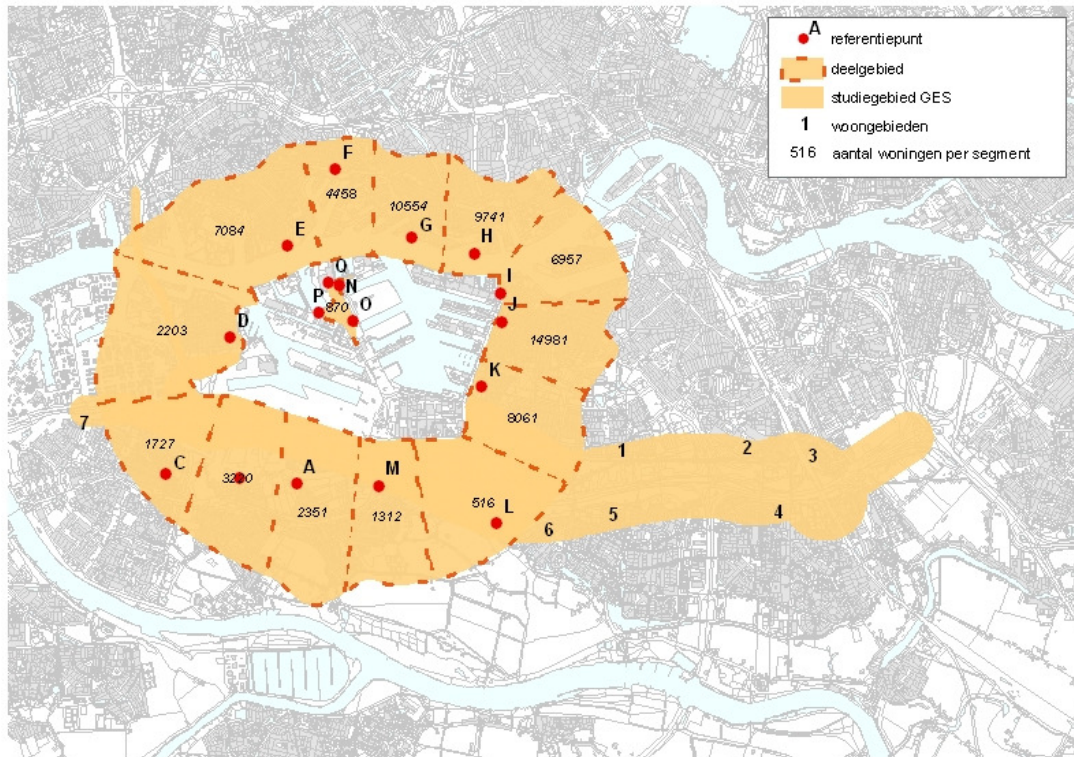 A
referentiepunt
deelgebied
studiegebied GES
1 woongebieden
516 aantal woningen per segment
F
4458
10554
9741
7084
E
G
H
6957
Q
N
I
P
870
O
J
2203
D
14981
K
8061
7
1727
1
2
3
C
A
M
516
L
2351
1312
5
4
6